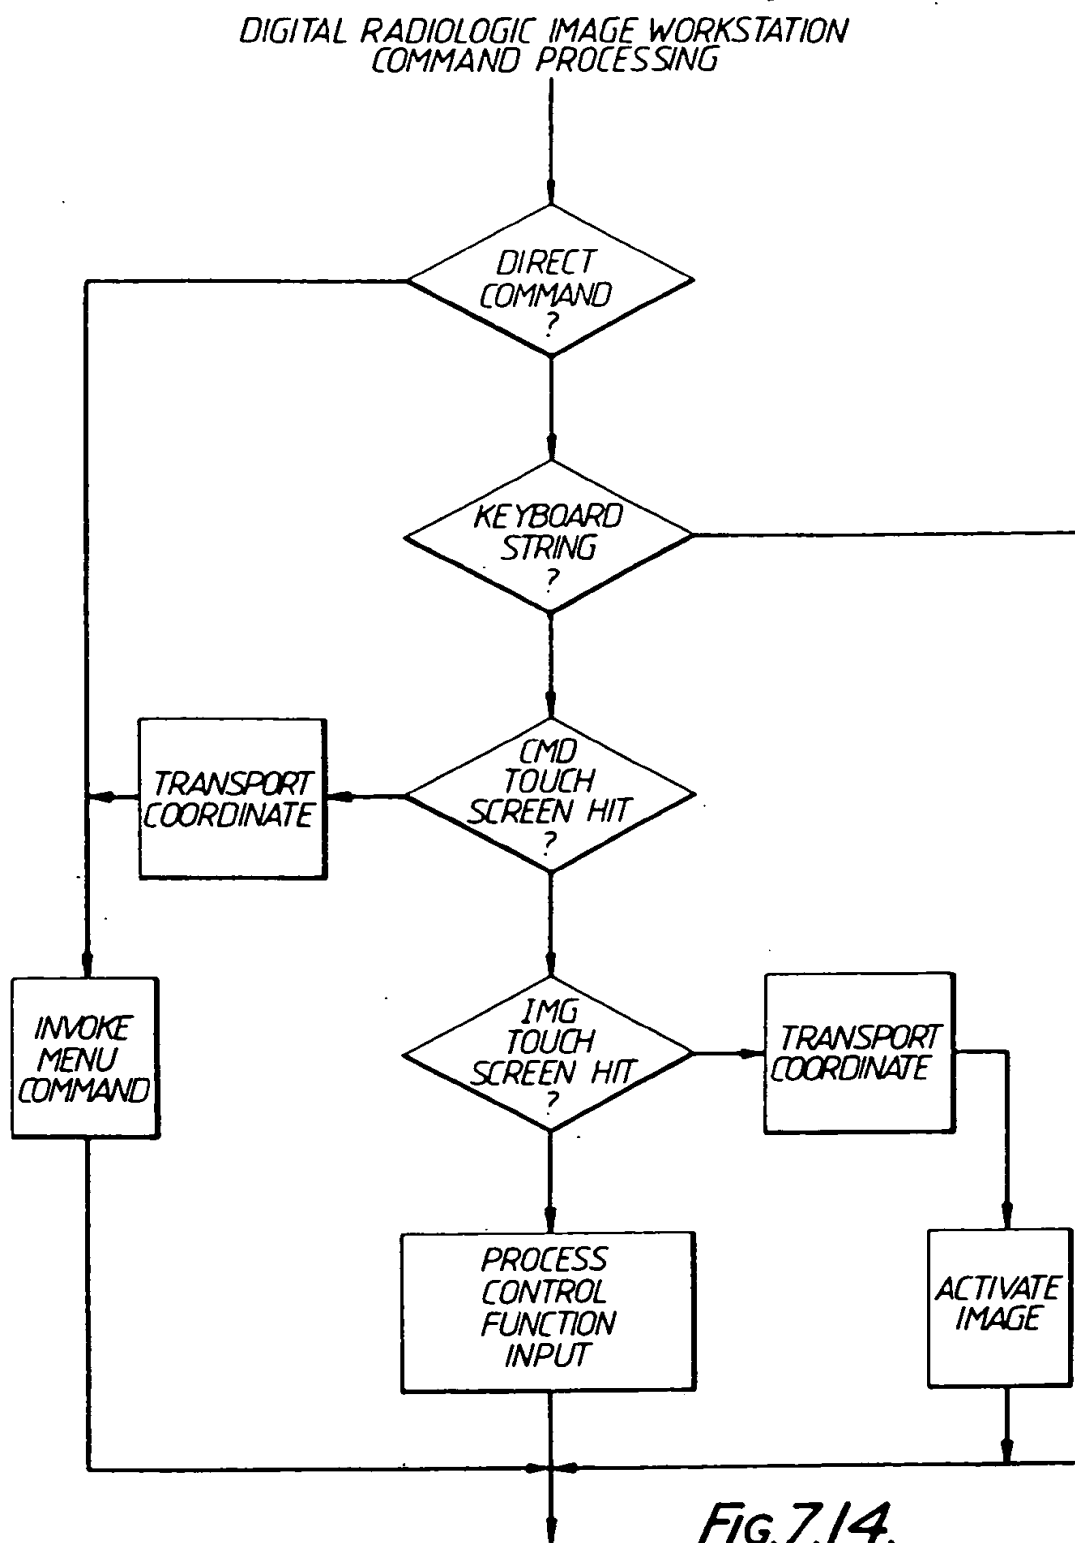 DIGITAL RADIOLOGIC IMAGE WORKSTATION
COMMAND PROCESSING
DIRECT
COMMAND
?
KEYBOARD
STRING
?
CMD
TOUCH
SCREEN HIT
?
TRANSPORT
COORDINATE
IMG
TOUCH
SCREEN HIT
?
TRANSPORT
COORDINATE
INVOKE
MENU
COMMAND
PROCESS
CONTROL
FUNCTION
INPUT
ACTIVATE
IMAGE
FIG. 7.14.